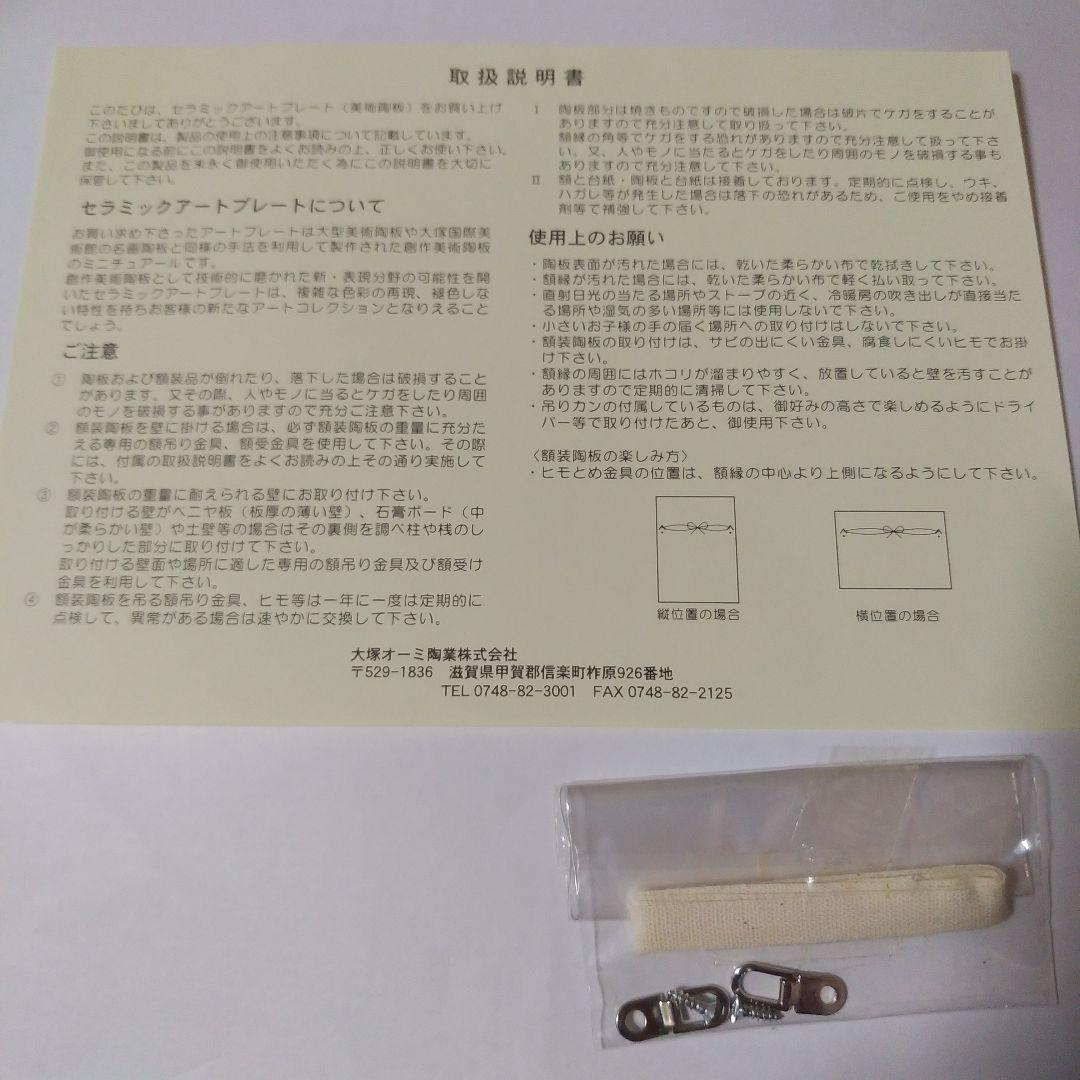 取扱説明書
このたびは、セラミックアートプレート（美術陶板）をお買い上げ
下さいましてありがとうございます。
この説明書は、製品の使用上の注意事項について記載しています。
御使用になる前にこの説明書をよくお読みの上、正しくお使い下さい。
また、この製品を末永く御使用いただく為にこの説明書を大切に
保管して下さい。
セラミックアートプレートについて
お買い求め下さったアートプレートは大型美術陶板や大塚国際美
術館の名画陶板と同様の手法を利用して製作された創作美術陶板
のミニチュアールです。
創作美術陶板として技術的に磨かれた新・表現分野の可能性を開
いたセラミックアートプレートは、複雑な色彩の再現、褪色しな
い特性を持ちお客様の新たなアートコレクションとなりえること
でしょう。
ご注意
① 陶板および額装品が倒れたり、落下した場合は破損すること
があります。又その際、人やモノに当るとケガをしたり周囲
のモノを破損する事がありますので充分ご注意下さい。
② 額装陶板を壁に掛ける場合は、必ず額装陶板の重量に充分た
える専用の額吊り金具、額受金具を使用して下さい。その際
には、付属の取扱説明書をよくお読みの上その通り実施して
下さい。
③ 額装陶板の重量に耐えられる壁にお取り付け下さい。
取り付ける壁がベニヤ板（板厚の薄い壁）、石膏ボード（中
が柔らかい壁）や土壁等の場合はその裏側を調べ柱や桟のし
っかりした部分に取り付けて下さい。
取り付ける壁面や場所に適した専用の額吊り金具及び額受け
金具を利用して下さい。
④ 額装陶板を吊る額吊り金具、ヒモ等は一年に一度は定期的に
点検して、異常がある場合は速やかに交換して下さい。
Ⅰ 陶板部分は焼きものですので破損した場合は破片でケガをすることが
ありますので充分注意して取り扱って下さい。
額縁の角等でケガをする恐れがありますので充分注意して扱って下さ
い。又、人やモノに当たるとケガをしたり周囲のモノを破損する事も
ありますので充分注意して下さい。
Ⅱ 額と台紙・陶板と台紙は接着しております。定期的に点検し、ウキ、
ハガレ等が発生した場合は落下の恐れがあるため、ご使用をやめ接着
剤等で補強して下さい。
使用上のお願い
・陶板表面が汚れた場合には、乾いた柔らかい布で乾拭きして下さい。
・額縁が汚れた場合には、乾いた柔らかい布で軽く払い取って下さい。
・直射日光の当たる場所やストーブの近く、冷暖房の吹き出しが直接当た
る場所や湿気の多い場所等には使用しないで下さい。
・小さいお子様の手の届く場所への取り付けはしないで下さい。
・額装陶板の取り付けは、サビの出にくい金具、腐食しにくいヒモでお掛
け下さい。
・額縁の周囲にはホコリが溜まりやすく、放置していると壁を汚すことが
ありますので定期的に清掃して下さい。
・吊りカンの付属しているものは、御好みの高さで楽しめるようにドライ
バー等で取り付けたあと、御使用下さい。
〈額装陶板の楽しみ方〉
・ヒモとめ金具の位置は、額縁の中心より上側になるようにして下さい。
縦位置の場合
横位置の場合
大塚オーミ陶業株式会社
〒529-1836 滋賀県甲賀郡信楽町柞原926番地
TEL 0748-82-3001 FAX 0748-82-2125